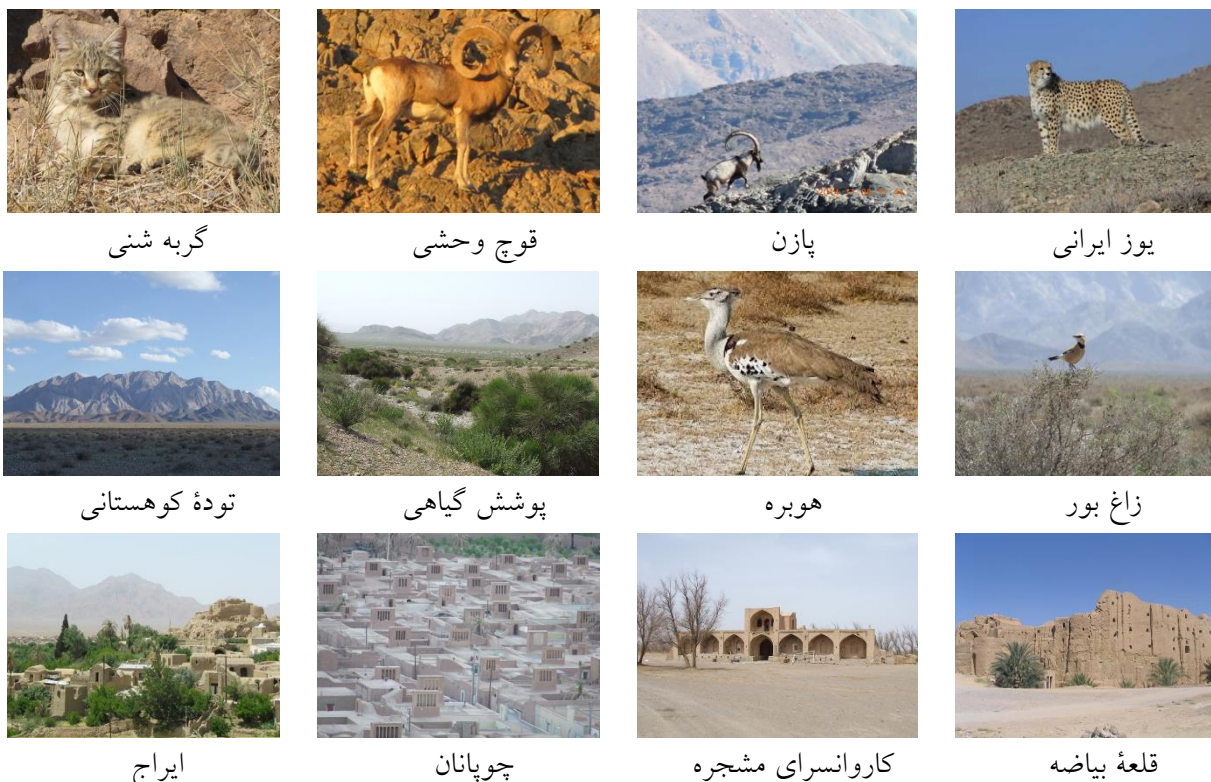 یوز ایرانی
پازن
قوچ وحشی
گربه شنی
زاغ بور
هوبره
پوشش گیاهی
تودهٔ کوهستانی
قلعهٔ بیاضه
کاروانسرای مشجره
چوپانان
ایراج